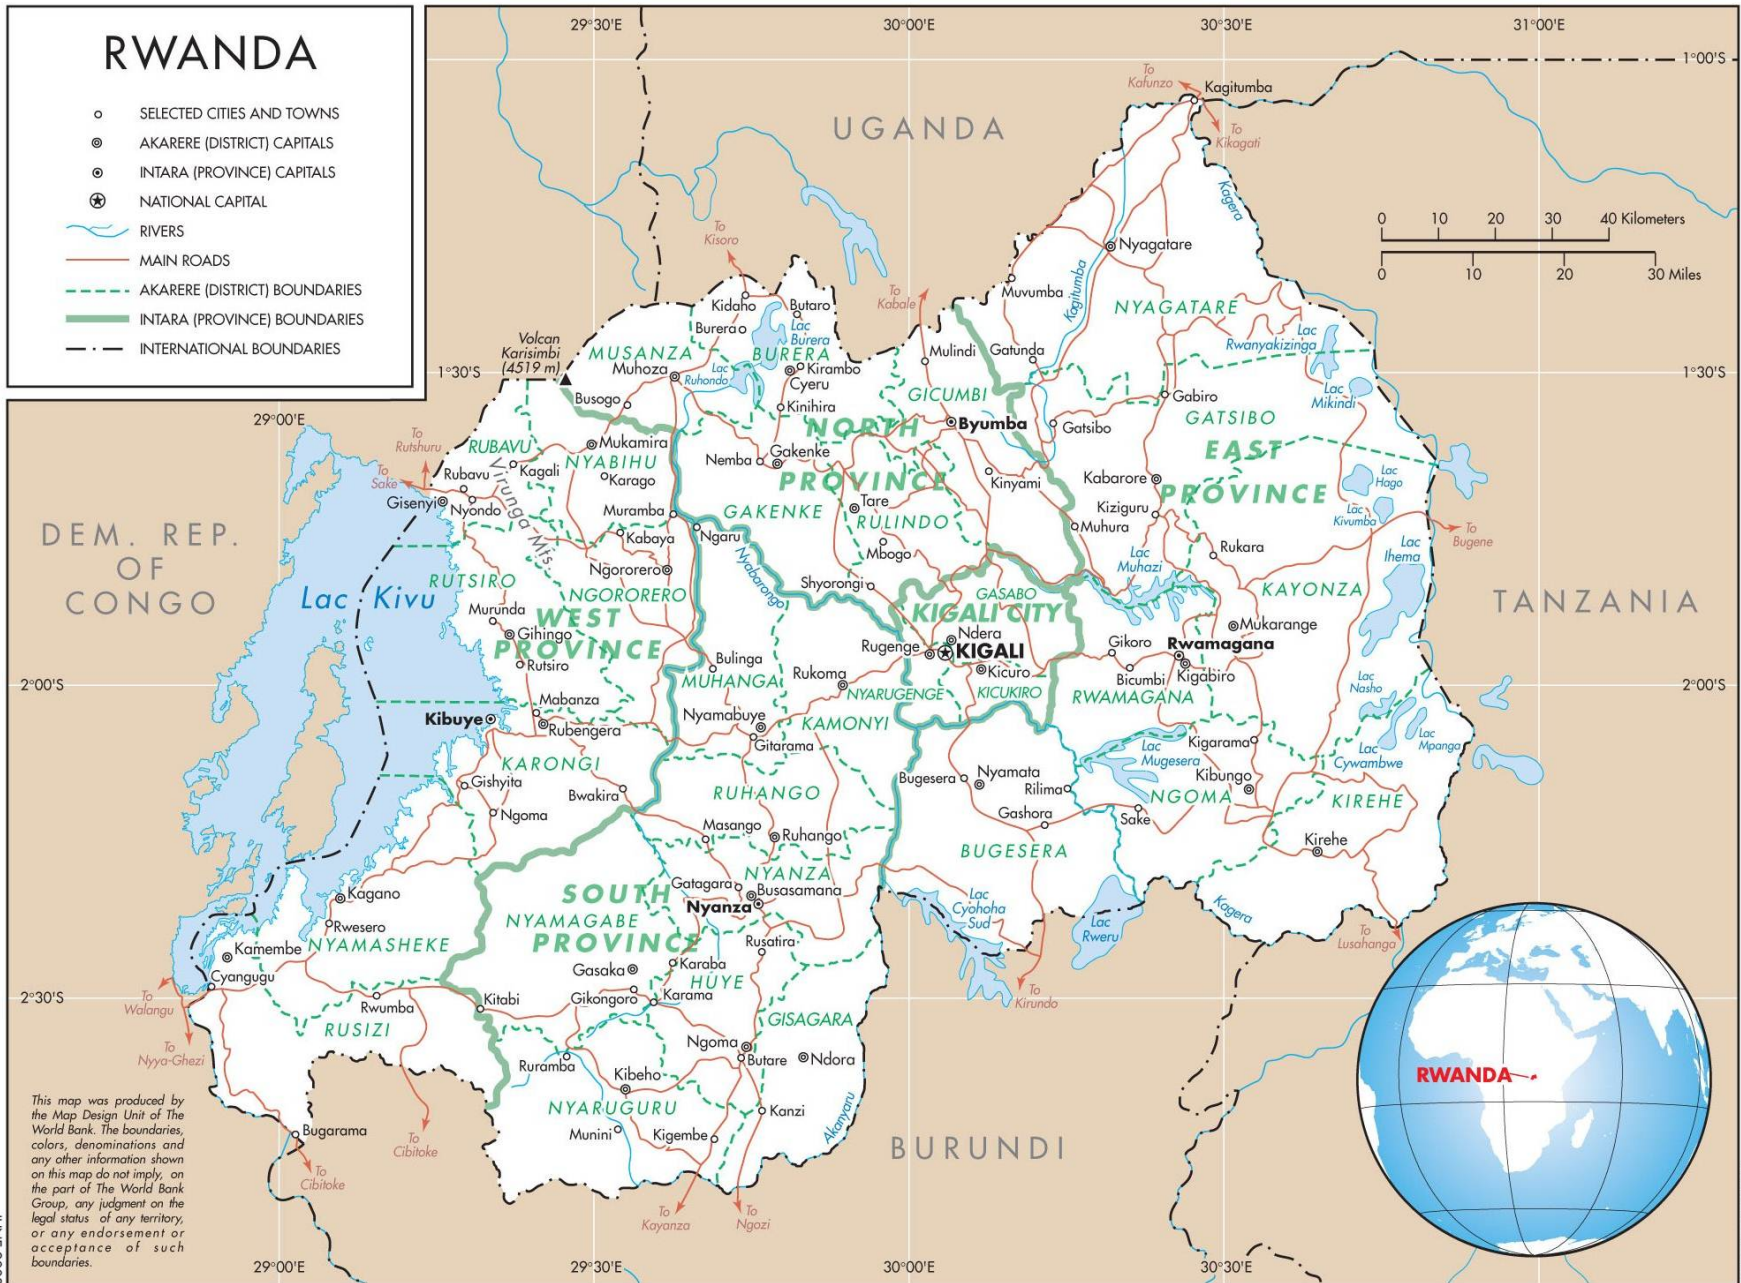 RWANDA
SELECTED CITIES AND TOWNS
AKARERE (DISTRICT) CAPITALS
INTARA (PROVINCE) CAPITALS
NATIONAL CAPITAL
RIVERS
MAIN ROADS
AKARERE (DISTRICT) BOUNDARIES
INTARA (PROVINCE) BOUNDARIES
INTERNATIONAL BOUNDARIES
29°30'E
30°00'E
30°30'E
31°00'E
1°00'S
To
Kafunzo
Kagitumba
To
Kikagati
UGANDA
Kagera
0 10 20 30 40 Kilometers
0 10 20 30 Miles
To
Kisoro
Nyagatare
Kagitumba
Muvumba
NYAGATARE
To
Kabale
Kidaho
Butaro
Burera
Lac
Burera
Lac
Rwanyakizinga
Volcan
Karisimbi
(4519 m)
MUSANZA
BURERA
Muhoza
Lac
Ruhondo
Kirambo
Cyeru
Mulindi
Gatunda
1°30'S
1°30'S
Busogo
Kinihira
GICUMBI
Gabiro
Lac
Mikindi
GATSIBO
29°00'E
To
Rutshuru
To
Sake
RUBAVU
Mukamira
NORTH
PROVINCE
Byumba
Gatsibo
EAST
PROVINCE
NYABIHU
Kagali
Rubavu
Karago
Nemba
Gakenke
Kinyami
Kabarore
Lac
Hago
Gisenyi
Nyondo
Virunga Mts.
Muramba
GAKENKE
Tare
RULINDO
Kiziguru
Lac
Kivumba
Kabaya
Ngaru
Mbogo
Muhura
Rukara
To
Bugene
Lac
Ihema
DEM. REP.
OF
CONGO
Lac Kivu
RUTSIRO
Ngororero
NGORORERO
Nyabarongo
Shyorongi
Lac
Muhazi
KAYONZA
TANZANIA
Murunda
WEST
PROVINCE
Gihingo
GASABO
KIGALI CITY
Ndera
Rugenge
KIGALI
Gikoro
Mukarange
Rwamagana
Rutsiro
Bulinga
Rukoma
Kicuro
Bicumbi
Kigabiro
2°00'S
2°00'S
MUHANGA
NYARUGENGE
KICUKIRO
RWAMAGANA
Lac
Nasho
Mabanza
Kibuye
Rubengera
Nyamabuye
KAMONYI
Gitarama
Kigarama
Lac
Mpanga
Lac
Cywambwe
Lac
Mugesera
KARONGI
Gishyita
Bwakira
RUHANGO
Bugesera
Nyamata
Rilima
Kibungo
NGOMA
KIREHE
Ngoma
Masango
Ruhango
Gashora
Sake
Kirehe
BUGESERA
NYANZA
SOUTH
PROVINCE
Gatagara
Busasamana
Nyanza
Kagano
NYAMAGABE
Lac
Cyohoha
Sud
Lac
Rweru
Kagera
To
Lusahanga
Rwesero
NYAMASHEKE
Kamembe
Rusatira
Cyangugu
Gasaka
Karaba
HUYE
To
Kirundo
2°30'S
2°30'S
To
Walangu
Rwumba
Kitabi
Gikongoro
Karama
RUSIZI
GISAGARA
To
Nyya-Ghezi
Ruramba
Ngoma
Butare
Ndora
Kibeho
RWANDA
NYARUGURU
Kanzi
Akanyaru
Munini
Kigembe
BURUNDI
Bugarama
To
Cibitoke
To
Cibitoke
To
Kayanza
To
Ngozi
This map was produced by
the Map Design Unit of The
World Bank. The boundaries,
colors, denominations and
any other information shown
on this map do not imply, on
the part of The World Bank
Group, any judgment on the
legal status of any territory,
or any endorsement or
acceptance of such
boundaries.
29°00'E
29°30'E
30°00'E
30°30'E